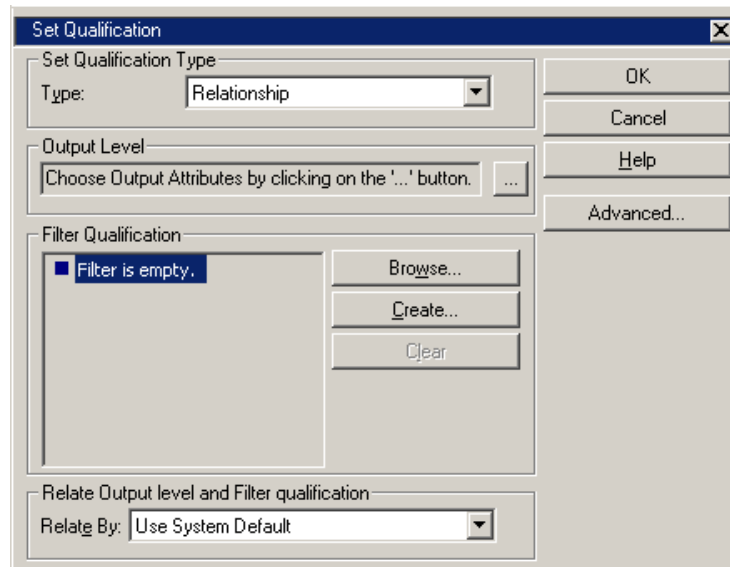 Set Qualification
Set Qualification Type
Type: Relationship
OK
Cancel
Help
Advanced...
Output Level
Choose Output Attributes by clicking on the '...' button. ...
Filter Qualification
Filter is empty.
Browse...
Create...
Clear
Relate Output level and Filter qualification
Relate By: Use System Default